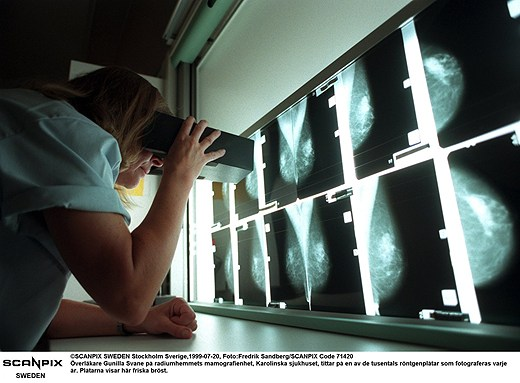 ©SCANPIX SWEDEN Stockholm Sverige,1999-07-20, Foto:Fredrik Sandberg/SCANPIX Code 71420
Överläkare Gunilla Svane på radiumhemmets mamografienhet, Karolinska sjukhuset, tittar på en av de tusentals röntgenplåtar som fotograferas varje
år. Plåtarna visar här friska bröst.
SCANPIX
SWEDEN